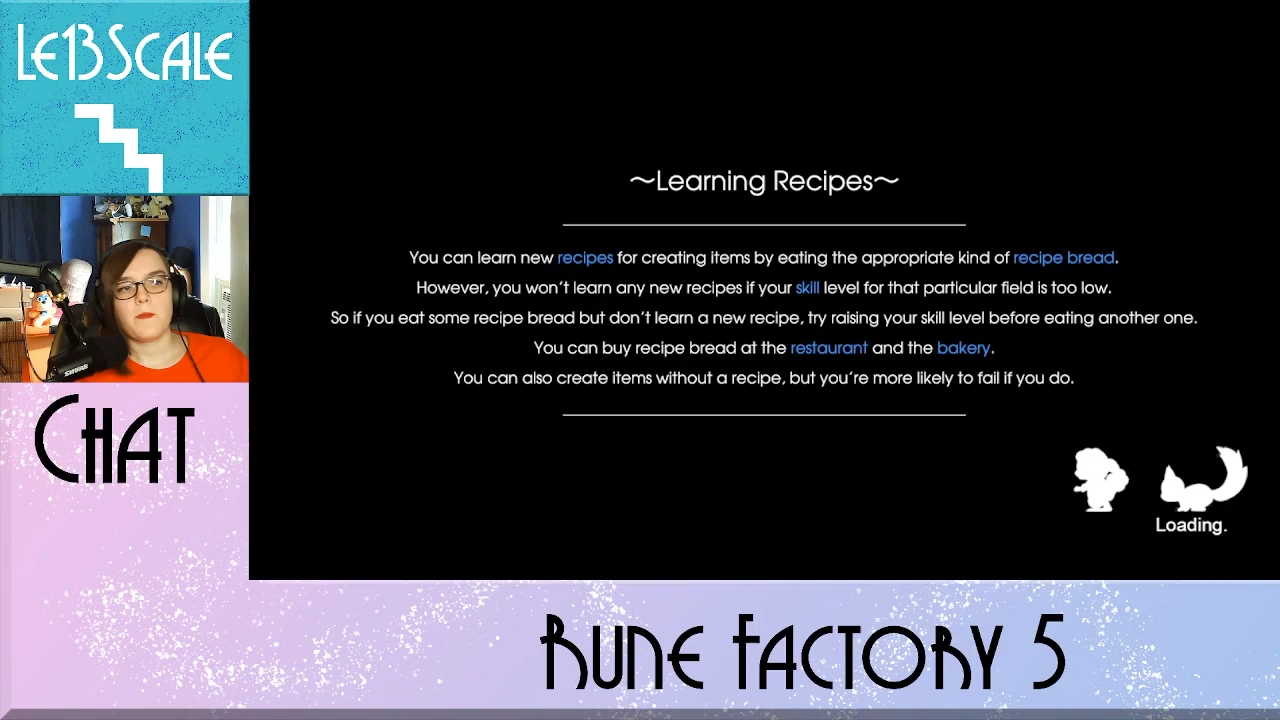 Le13Scale
~Learning Recipes~
You can learn new recipes for creating items by eating the appropriate kind of recipe bread.
However, you won't learn any new recipes if your skill level for that particular field is too low.
So if you eat some recipe bread but don't learn a new recipe, try raising your skill level before eating another one.
You can buy recipe bread at the restaurant and the bakery.
You can also create items without a recipe, but you're more likely to fail if you do.
Loading.
SHURE
Chat
Rune Factory 5